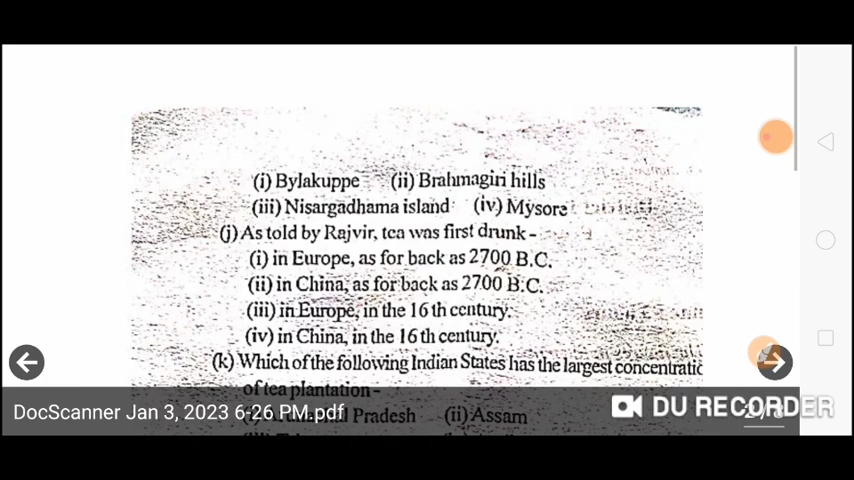 (i) Bylakuppe (ii) Brahmagiri hills
(iii) Nisargadhama island (iv) Mysore
(j) As told by Rajvir, tea was first drunk -
(i) in Europe, as for back as 2700 B.C.
(ii) in China, as for back as 2700 B.C.
(iii) in Europe, in the 16 th century.
(iv) in China, in the 16 th century.
(k) Which of the following Indian States has the largest concentratic
of tea plantation -
DocScanner Jan 3, 2023 6-26 PM.pdf
DU RECORDER
Pradesh (ii) Assam